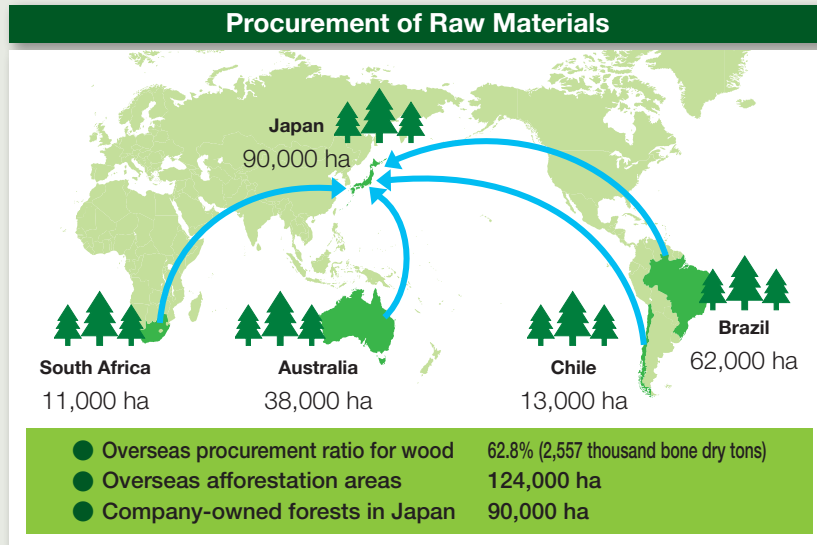 Procurement of Raw Materials
Japan
90,000 ha
South Africa
11,000 ha
Australia
38,000 ha
Chile
13,000 ha
Brazil
62,000 ha
● Overseas procurement ratio for wood 62.8% (2,557 thousand bone dry tons)
● Overseas afforestation areas 124,000 ha
● Company-owned forests in Japan 90,000 ha